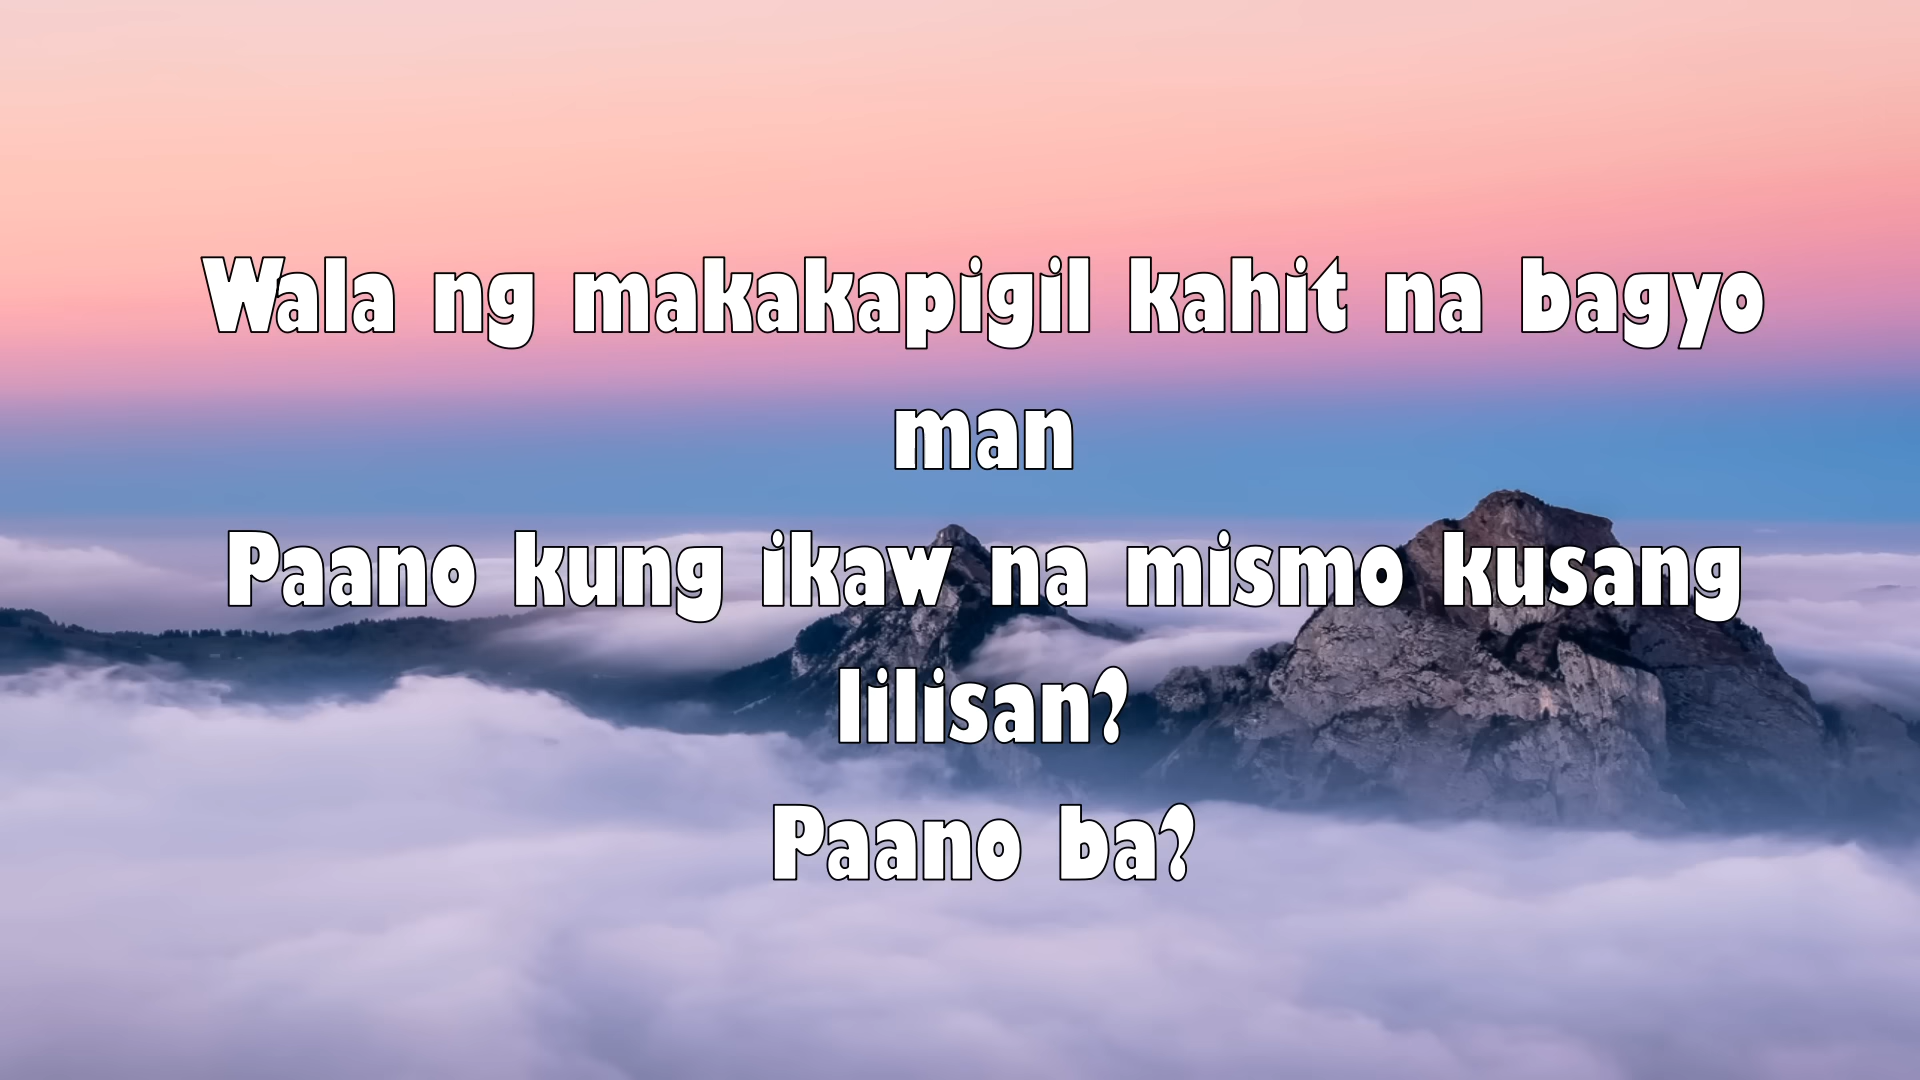 Wala ng makakapigil kahit na bagyo
man
Paano kung ikaw na mismo kusang
lilisan?
Paano ba?